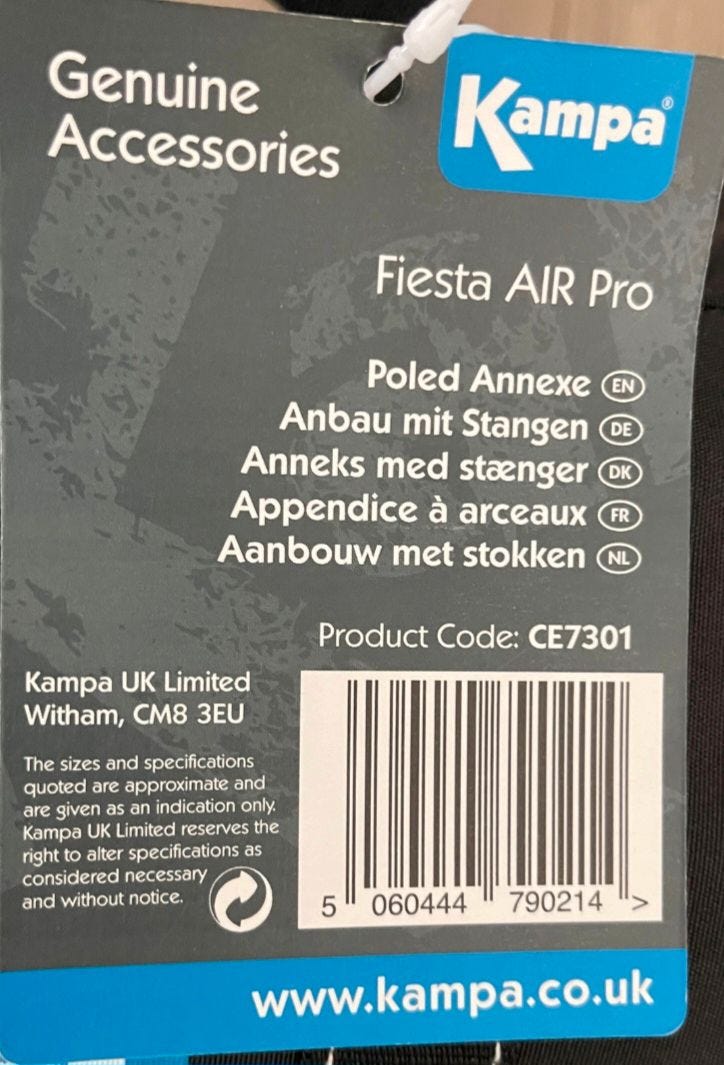 Genuine
Accessories
Kampa®
Fiesta AIR Pro
Poled Annexe EN
Anbau mit Stangen DE
Anneks med stænger DK
Appendice à arceaux FR
Aanbouw met stokken NL
Product Code: CE7301
Kampa UK Limited
Witham, CM8 3EU
The sizes and specifications
quoted are approximate and
are given as an indication only.
Kampa UK Limited reserves the
right to alter specifications as
considered necessary
and without notice.
5 060444 790214 >
www.kampa.co.uk